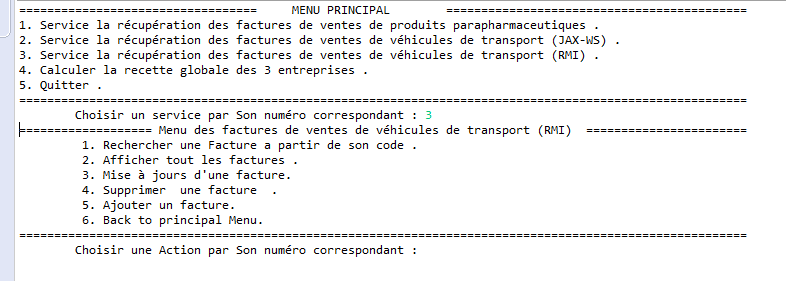 ================================== MENU PRINCIPAL ===========================================
1. Service la récupération des factures de ventes de produits parapharmaceutiques .
2. Service la récupération des factures de ventes de véhicules de transport (JAX-WS) .
3. Service la récupération des factures de ventes de véhicules de transport (RMI) .
4. Calculer la recette globale des 3 entreprises .
5. Quitter .
========================================================================================================
Choisir un service par Son numéro correspondant : 3
=================== Menu des factures de ventes de véhicules de transport (RMI) =======================
1. Rechercher une Facture a partir de son code .
2. Afficher tout les factures .
3. Mise à jours d'une facture.
4. Supprimer une facture .
5. Ajouter un facture.
6. Back to principal Menu.
========================================================================================================
Choisir une Action par Son numéro correspondant :